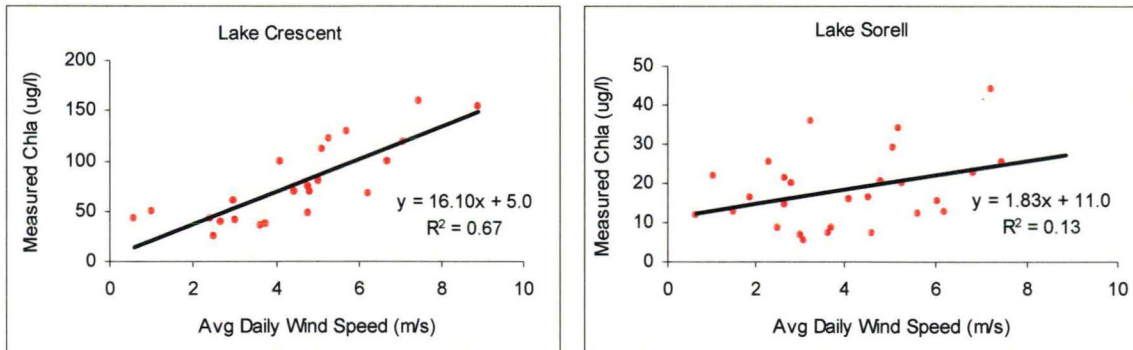 Lake Crescent
Measured Chla (ug/l)
200
150
100
50
0
y = 16.10x + 5.0
R² = 0.67
0 2 4 6 8 10
Avg Daily Wind Speed (m/s)
Lake Sorell
Measured Chla (ug/l)
50
40
30
20
10
0
y = 1.83x + 11.0
R² = 0.13
0 2 4 6 8 10
Avg Daily Wind Speed (m/s)